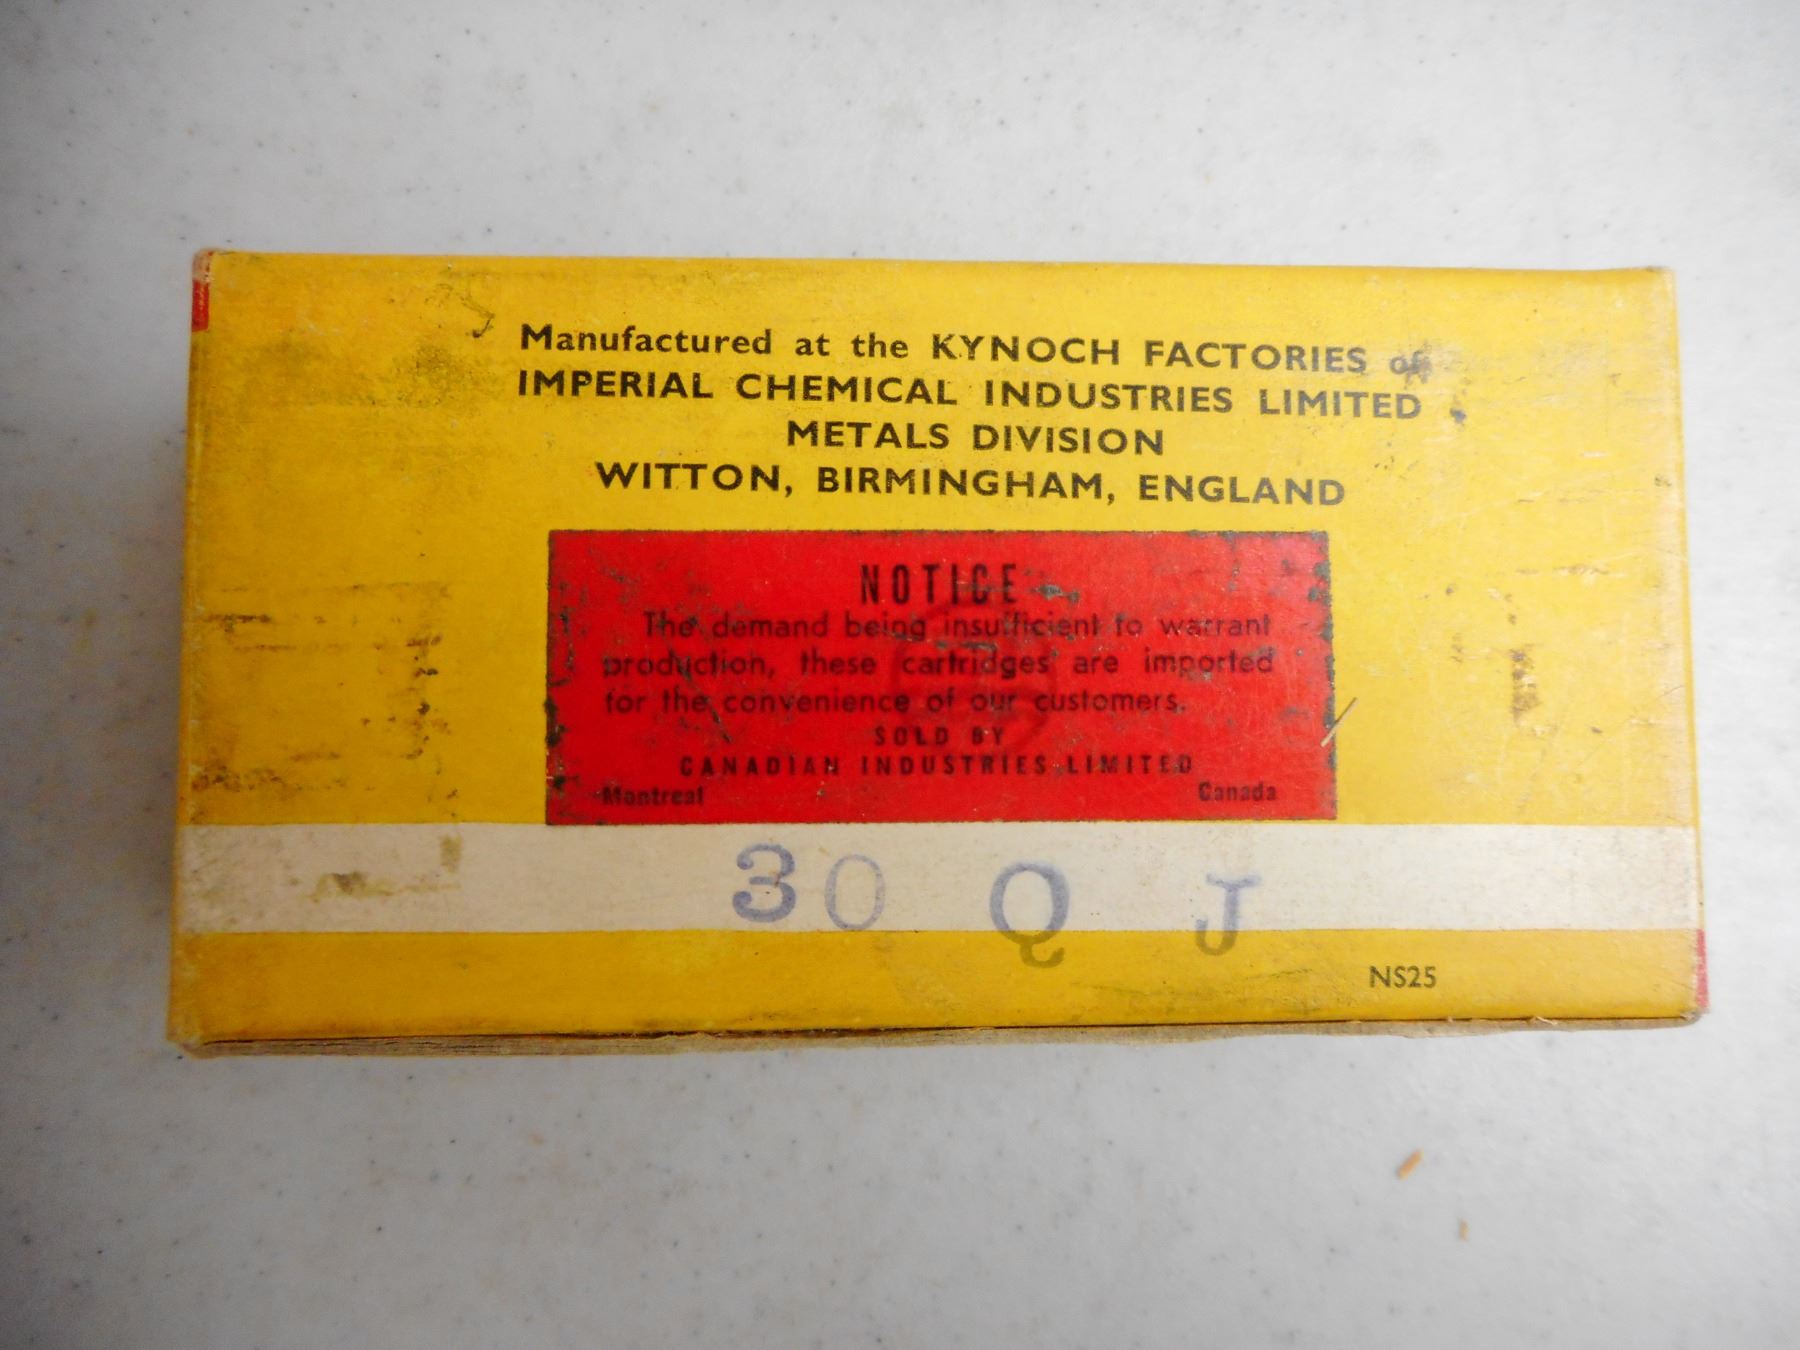 Manufactured at the KYNOCH FACTORIES of
IMPERIAL CHEMICAL INDUSTRIES LIMITED
METALS DIVISION
WITTON, BIRMINGHAM, ENGLAND
NOTICE
The demand being insufficient to warrant
production, these cartridges are imported
for the convenience of our customers.
SOLD BY
CANADIAN INDUSTRIES LIMITED
Montreal Canada
30 Q J
NS25